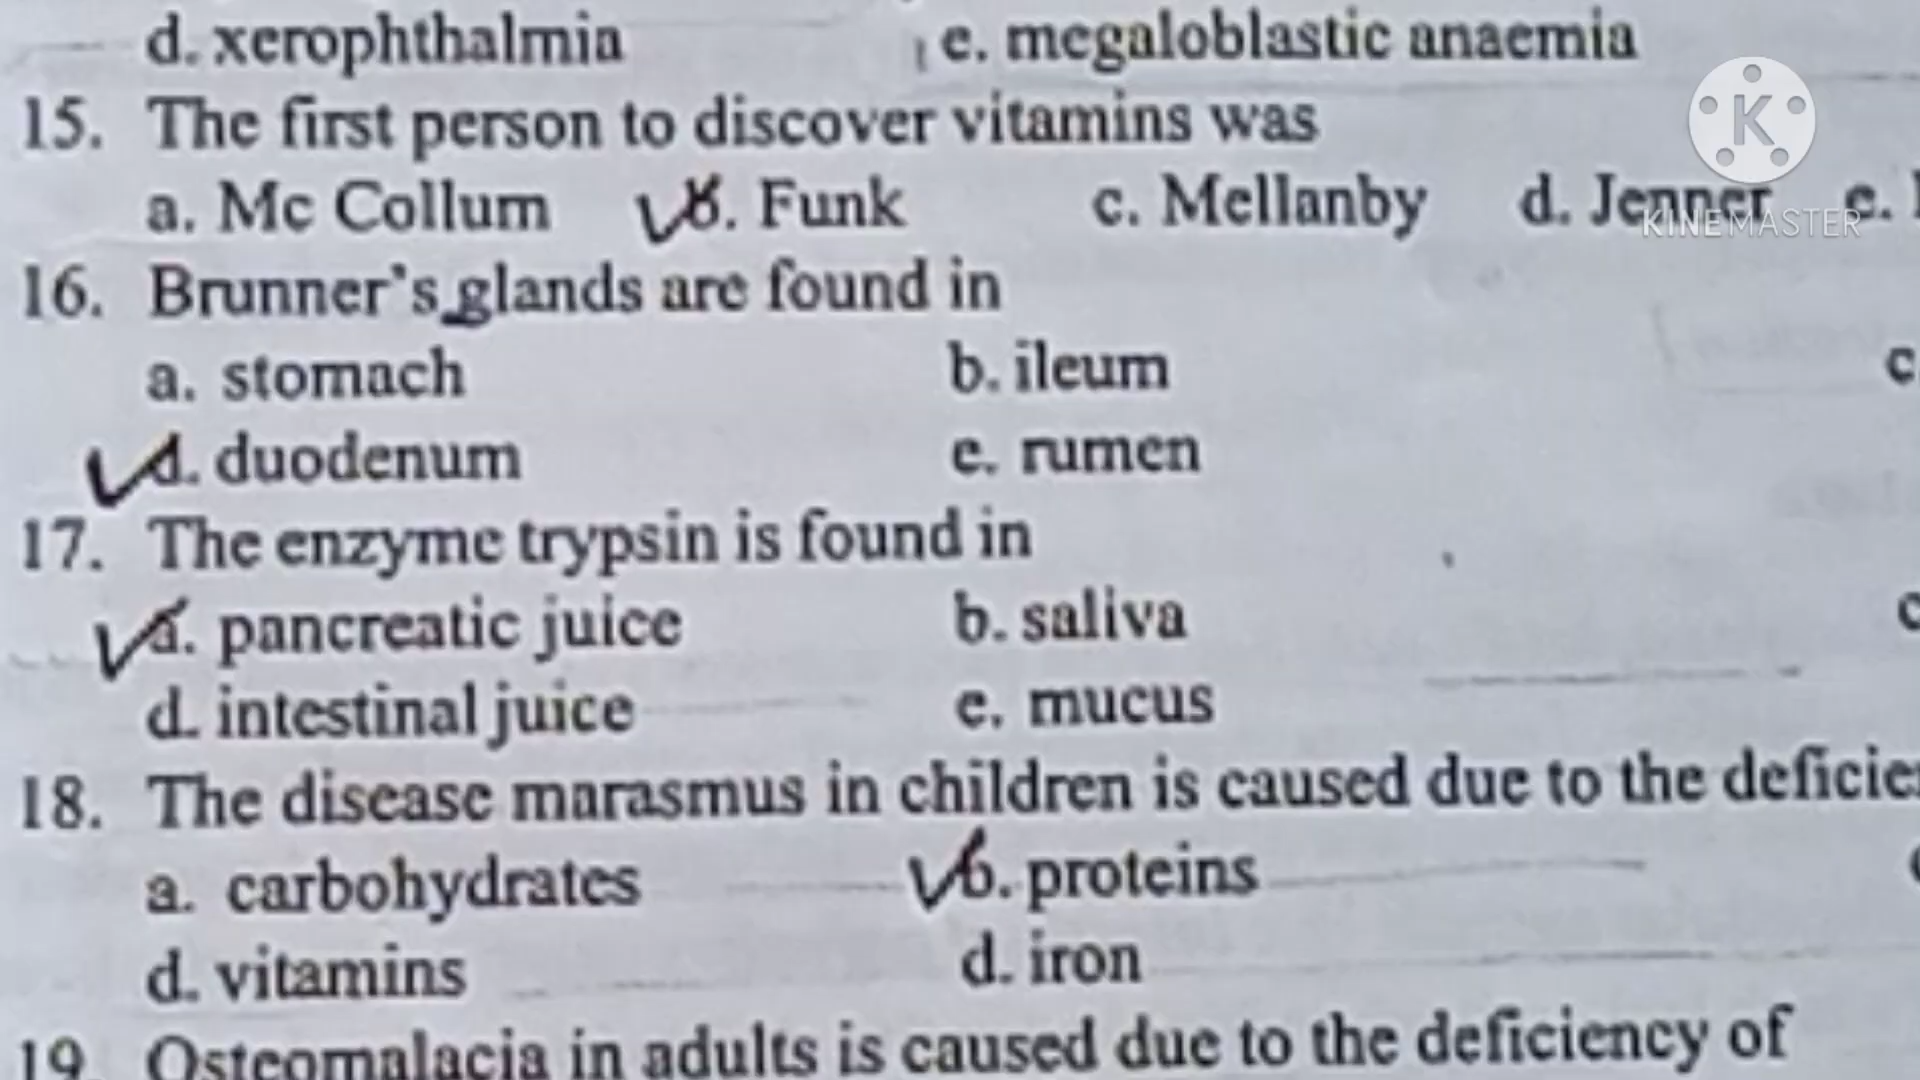 d. xerophthalmia e. megaloblastic anaemia
15. The first person to discover vitamins was
a. Mc Collum b. Funk c. Mellanby d. Jenner e.
16. Brunner's glands are found in
a. stomach b. ileum c
d. duodenum e. rumen
17. The enzyme trypsin is found in
a. pancreatic juice b. saliva c
d. intestinal juice e. mucus
18. The disease marasmus in children is caused due to the
a. carbohydrates b. proteins
d. vitamins d. iron
19. Osteomalacia in adults is caused due to the deficiency of
K
KINEMASTER